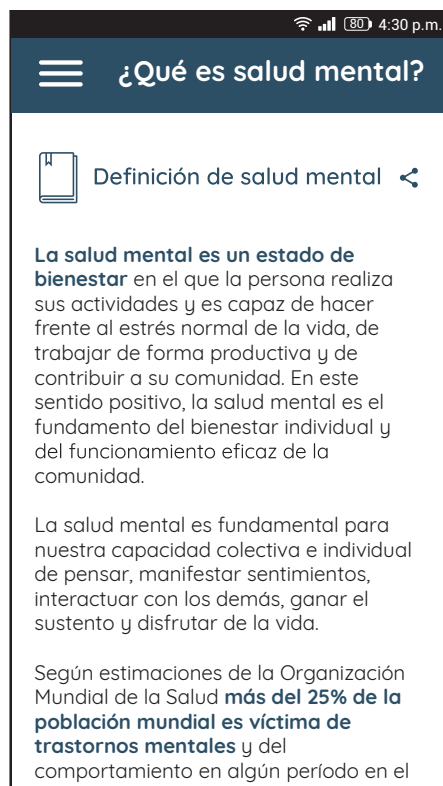 80 4:30 p.m.
¿Qué es salud mental?
Definición de salud mental
La salud mental es un estado de
bienestar en el que la persona realiza
sus actividades y es capaz de hacer
frente al estrés normal de la vida, de
trabajar de forma productiva y de
contribuir a su comunidad. En este
sentido positivo, la salud mental es el
fundamento del bienestar individual y
del funcionamiento eficaz de la
comunidad.
La salud mental es fundamental para
nuestra capacidad colectiva e individual
de pensar, manifestar sentimientos,
interactuar con los demás, ganar el
sustento y disfrutar de la vida.
Según estimaciones de la Organización
Mundial de la Salud más del 25% de la
población mundial es víctima de
trastornos mentales y del
comportamiento en algún período en el